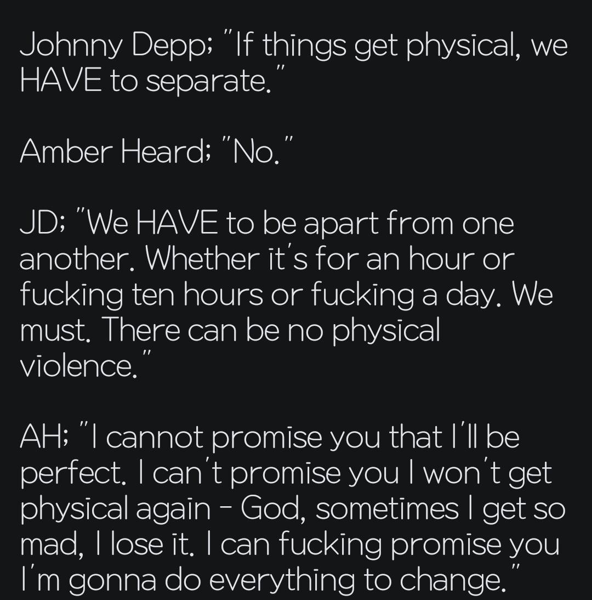 Johnny Depp; "If things get physical, we
HAVE to separate."
Amber Heard; "No."
JD; "We HAVE to be apart from one
another. Whether it's for an hour or
fucking ten hours or fucking a day. We
must. There can be no physical
violence."
AH; "I cannot promise you that I'll be
perfect. I can't promise you I won't get
physical again - God, sometimes I get so
mad, I lose it. I can fucking promise you
I'm gonna do everything to change."